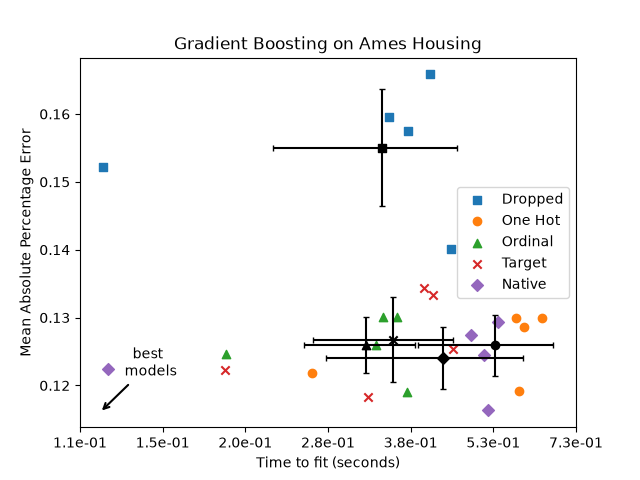 Gradient Boosting on Ames Housing
Mean Absolute Percentage Error
0.16
0.15
0.14
0.13
0.12
Dropped
One Hot
Ordinal
Target
Native
best
models
1.1e-01 1.5e-01 2.0e-01 2.8e-01 3.8e-01 5.3e-01 7.3e-01
Time to fit (seconds)